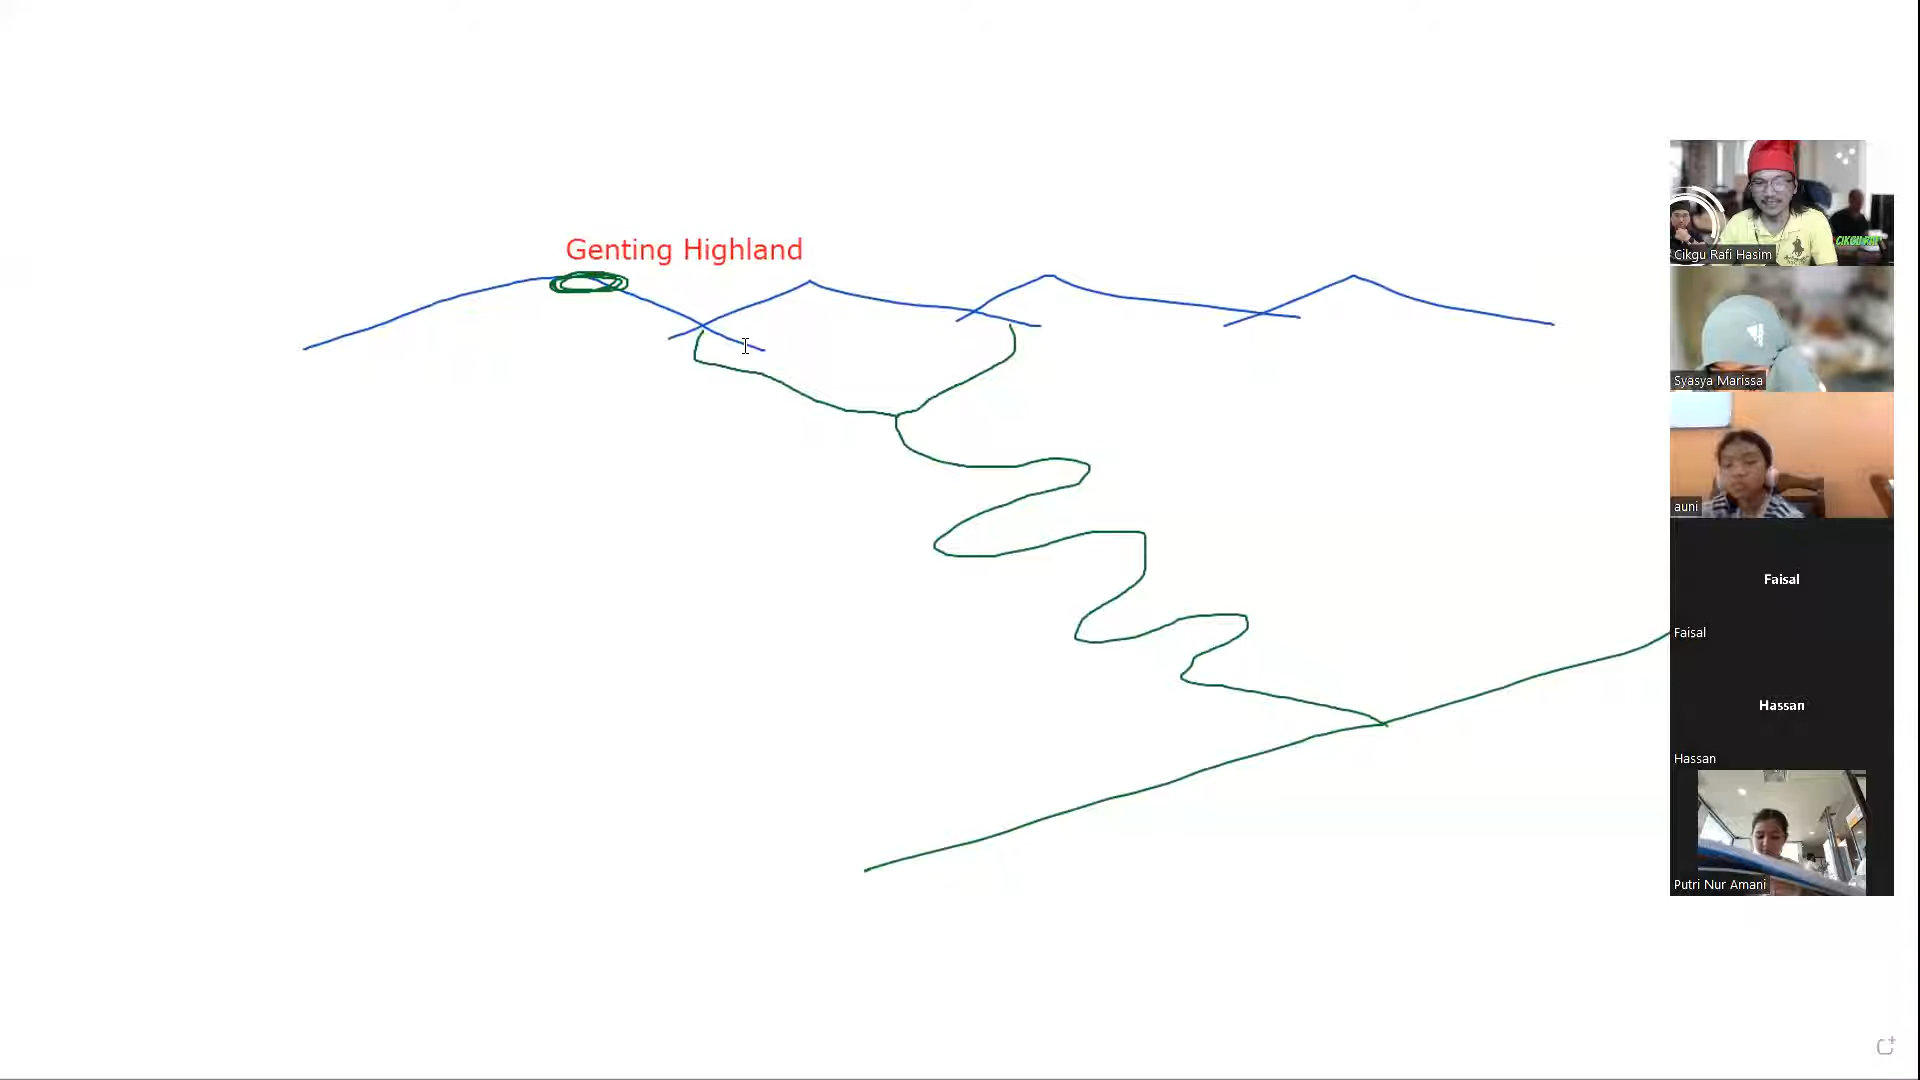 Genting Highland
Cikgu Rafi Hasim
Syasya Marissa
auni
Faisal
Faisal
Hassan
Hassan
Putri Nur Amani